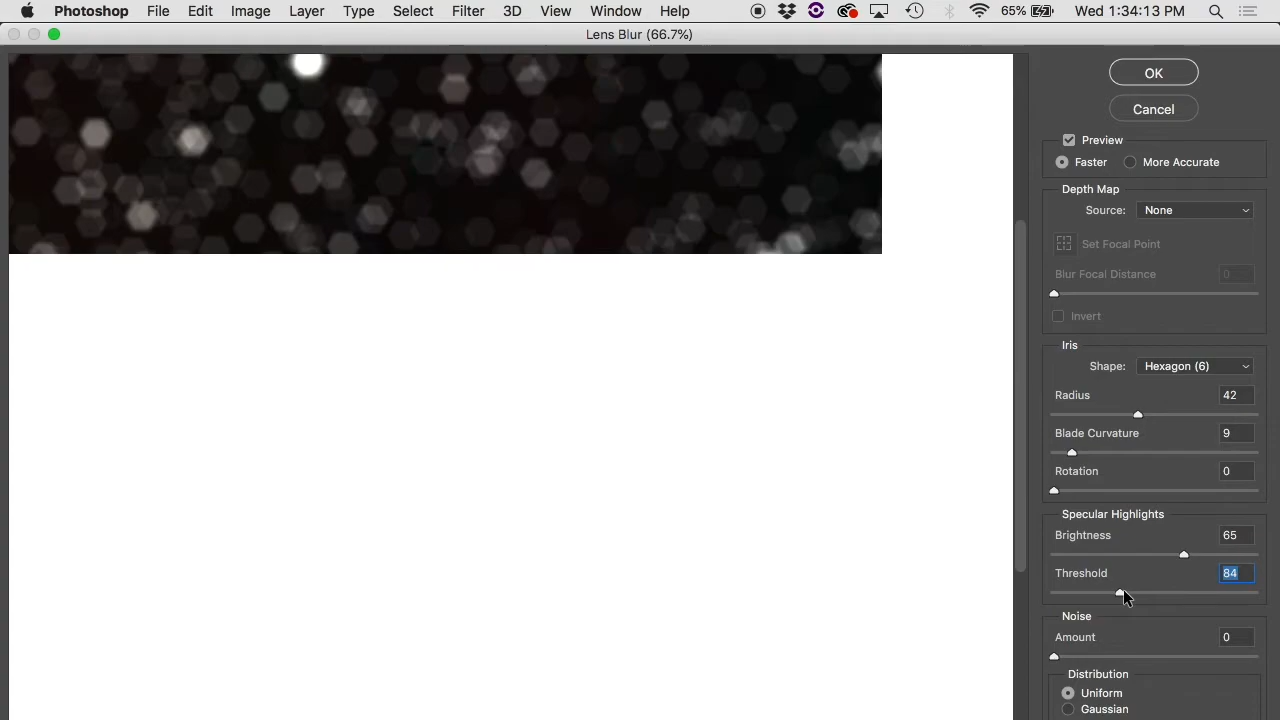 Photoshop File Edit Image Layer Type Select Filter 3D View Window Help 65% Wed 1:34:13 PM
Lens Blur (66.7%)
OK
Cancel
Preview
Faster More Accurate
Depth Map
Source: None
Set Focal Point
Blur Focal Distance 0
Invert
Iris
Shape: Hexagon (6)
Radius 42
Blade Curvature 9
Rotation 0
Specular Highlights
Brightness 65
Threshold 84
Noise
Amount 0
Distribution
Uniform
Gaussian